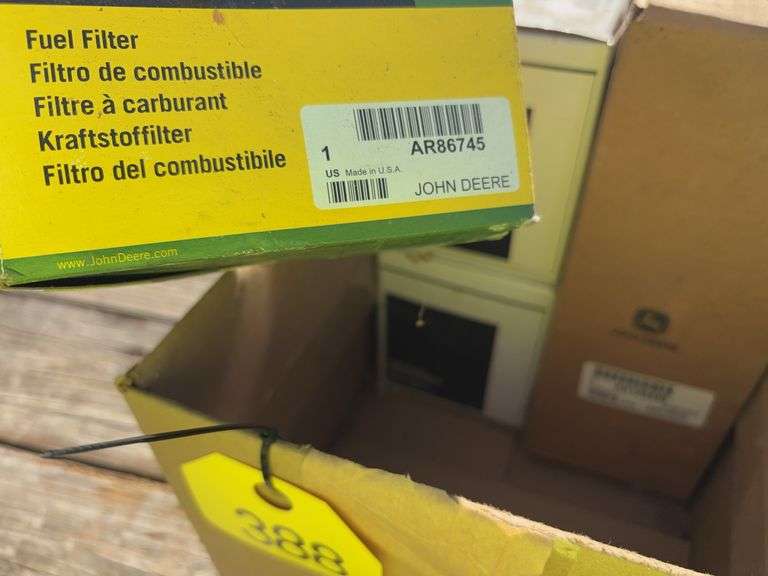 Fuel Filter
Filtro de combustible
Filtre à carburant
Kraftstoffilter
Filtro del combustibile
1
AR86745
US Made in U.S.A.
JOHN DEERE
www.JohnDeere.com
388